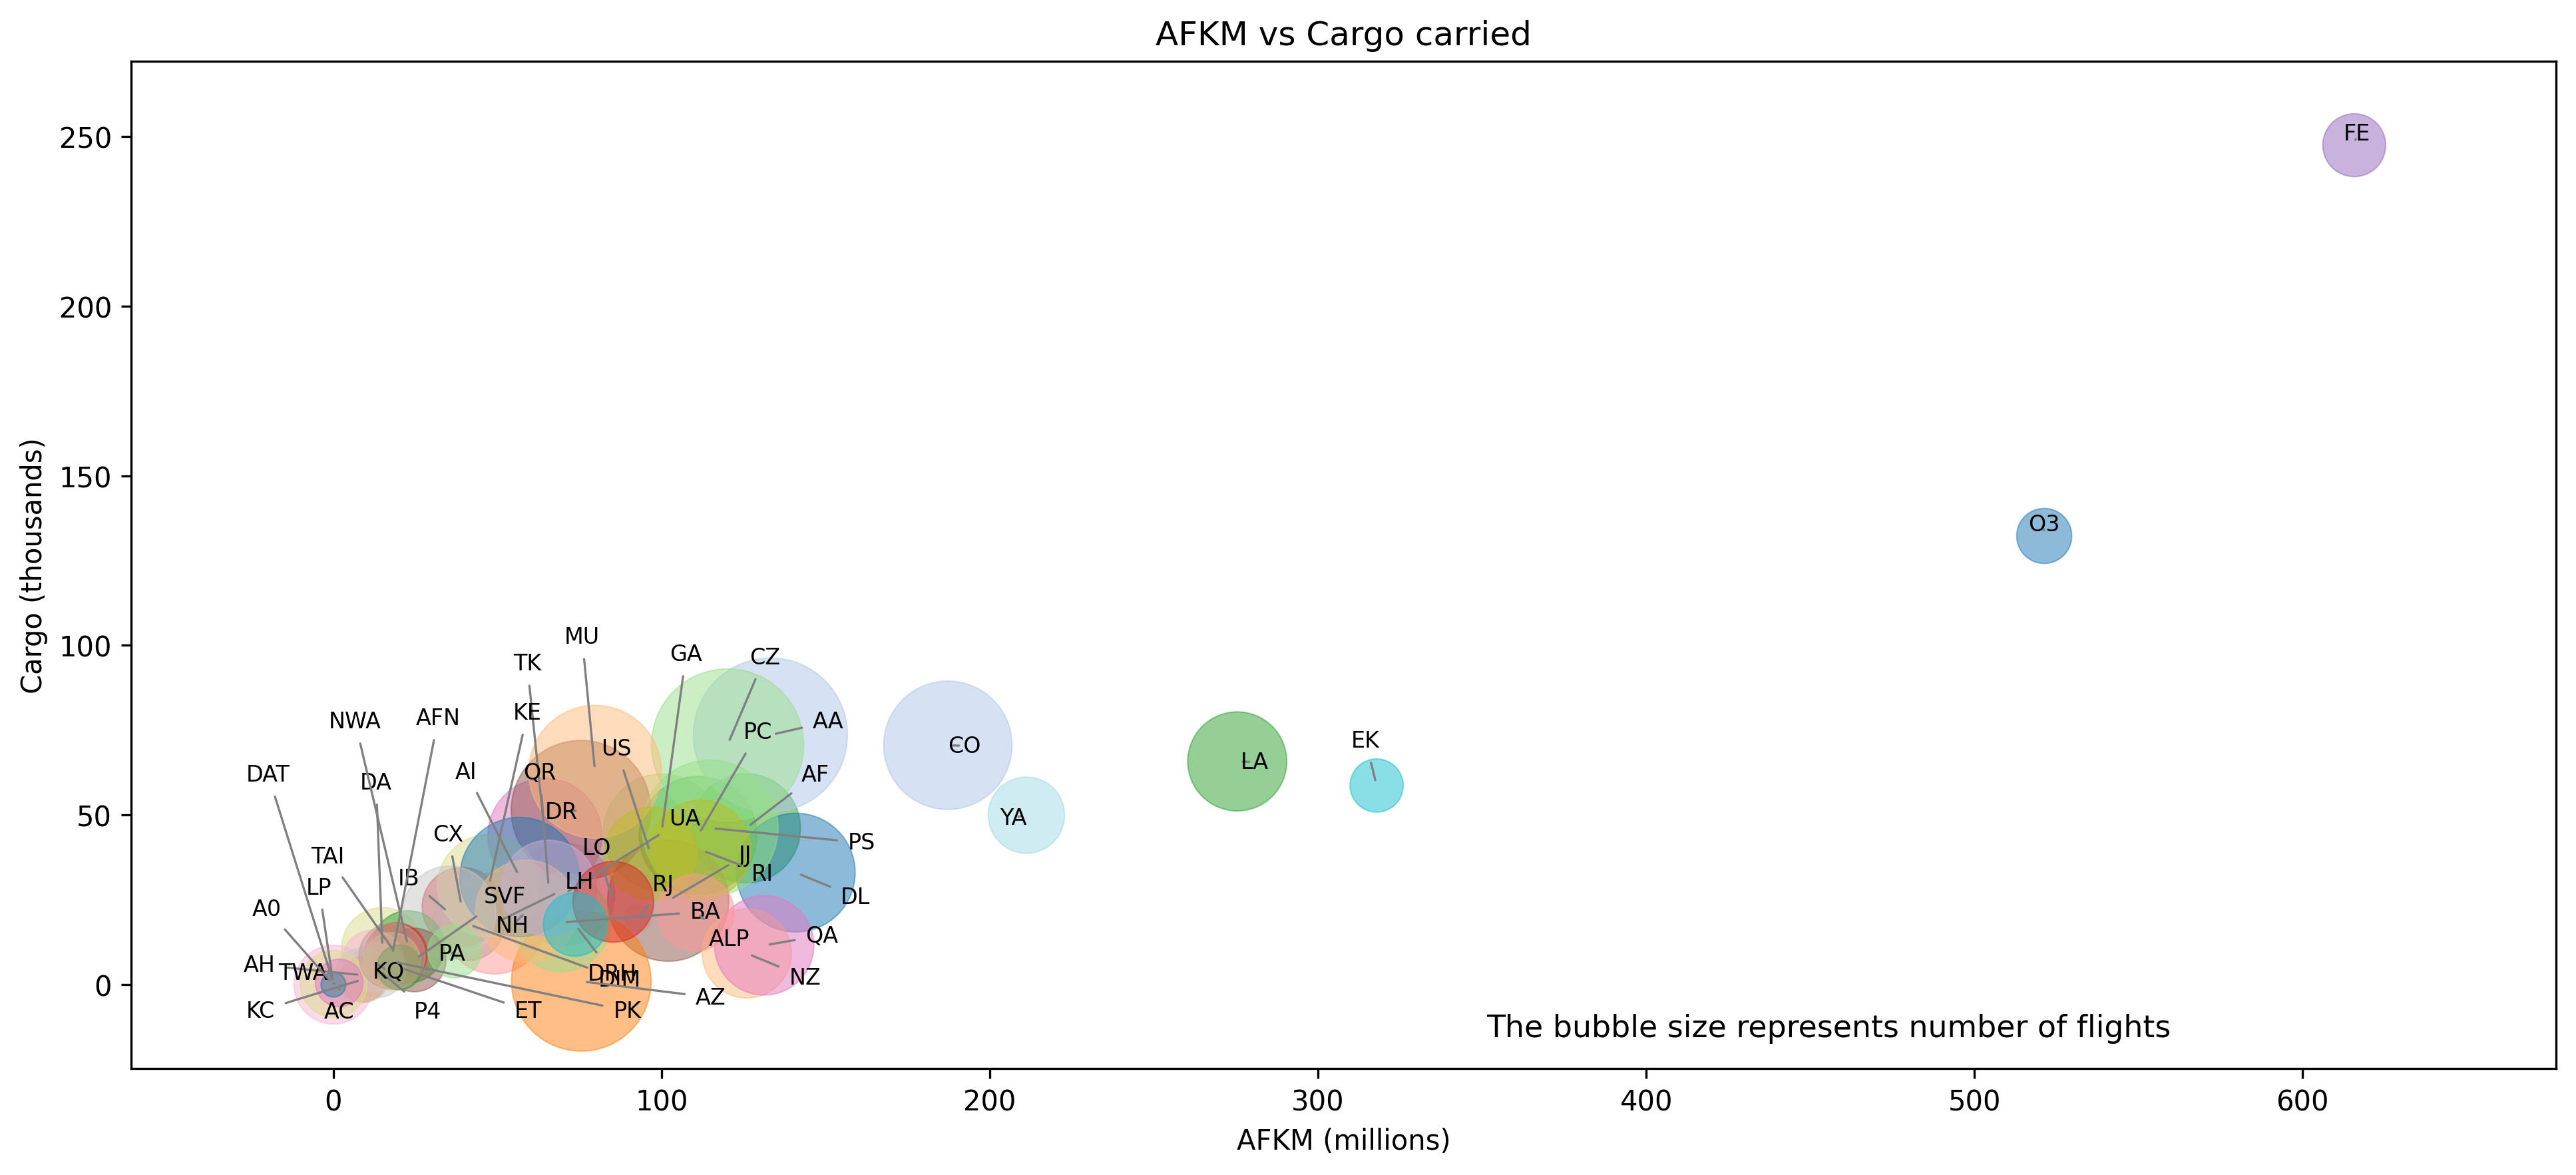 AFKM vs Cargo carried
Cargo (thousands)
250
200
150
100
50
0
FE
O3
MU
TK
GA
CZ
KE
NWA
AFN
US
PC
AA
CO
LA
EK
DAT
DA
AI
QR
AF
YA
DR
UA
TAI
CX
LO
JJ
PS
LP
IB
SVF
LH
RJ
RI
DL
A0
NH
BA
QA
ALP
AH
TWA
KQ
PA
DRH
DIM
NZ
AZ
KC
AC
P4
ET
PK
The bubble size represents number of flights
0
100
200
300
400
500
600
AFKM (millions)